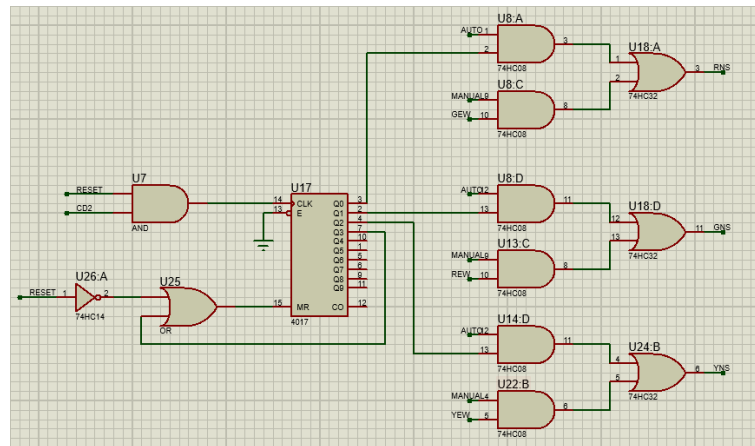 U8:A
AUTO 1
2
3
74HC08
U18:A
1
2
3 RNS
74HC32
U8:C
MANUAL 9
GEW 10
8
74HC08
U7
RESET
CD2
AND
U17
14 CLK
13 E
15 MR
Q0 3
Q1 2
Q2 4
Q3 7
Q4 10
Q5 1
Q6 5
Q7 6
Q8 9
Q9 11
CO 12
4017
U8:D
AUTO 12
13
11
74HC08
U18:D
12
13
11 GNS
74HC32
U13:C
MANUAL 9
REW 10
8
74HC08
U26:A
RESET 1
2
74HC14
U25
OR
U14:D
AUTO 12
13
11
74HC08
U24:B
4
5
6 YNS
74HC32
U22:B
MANUAL 4
YEW 5
6
74HC08